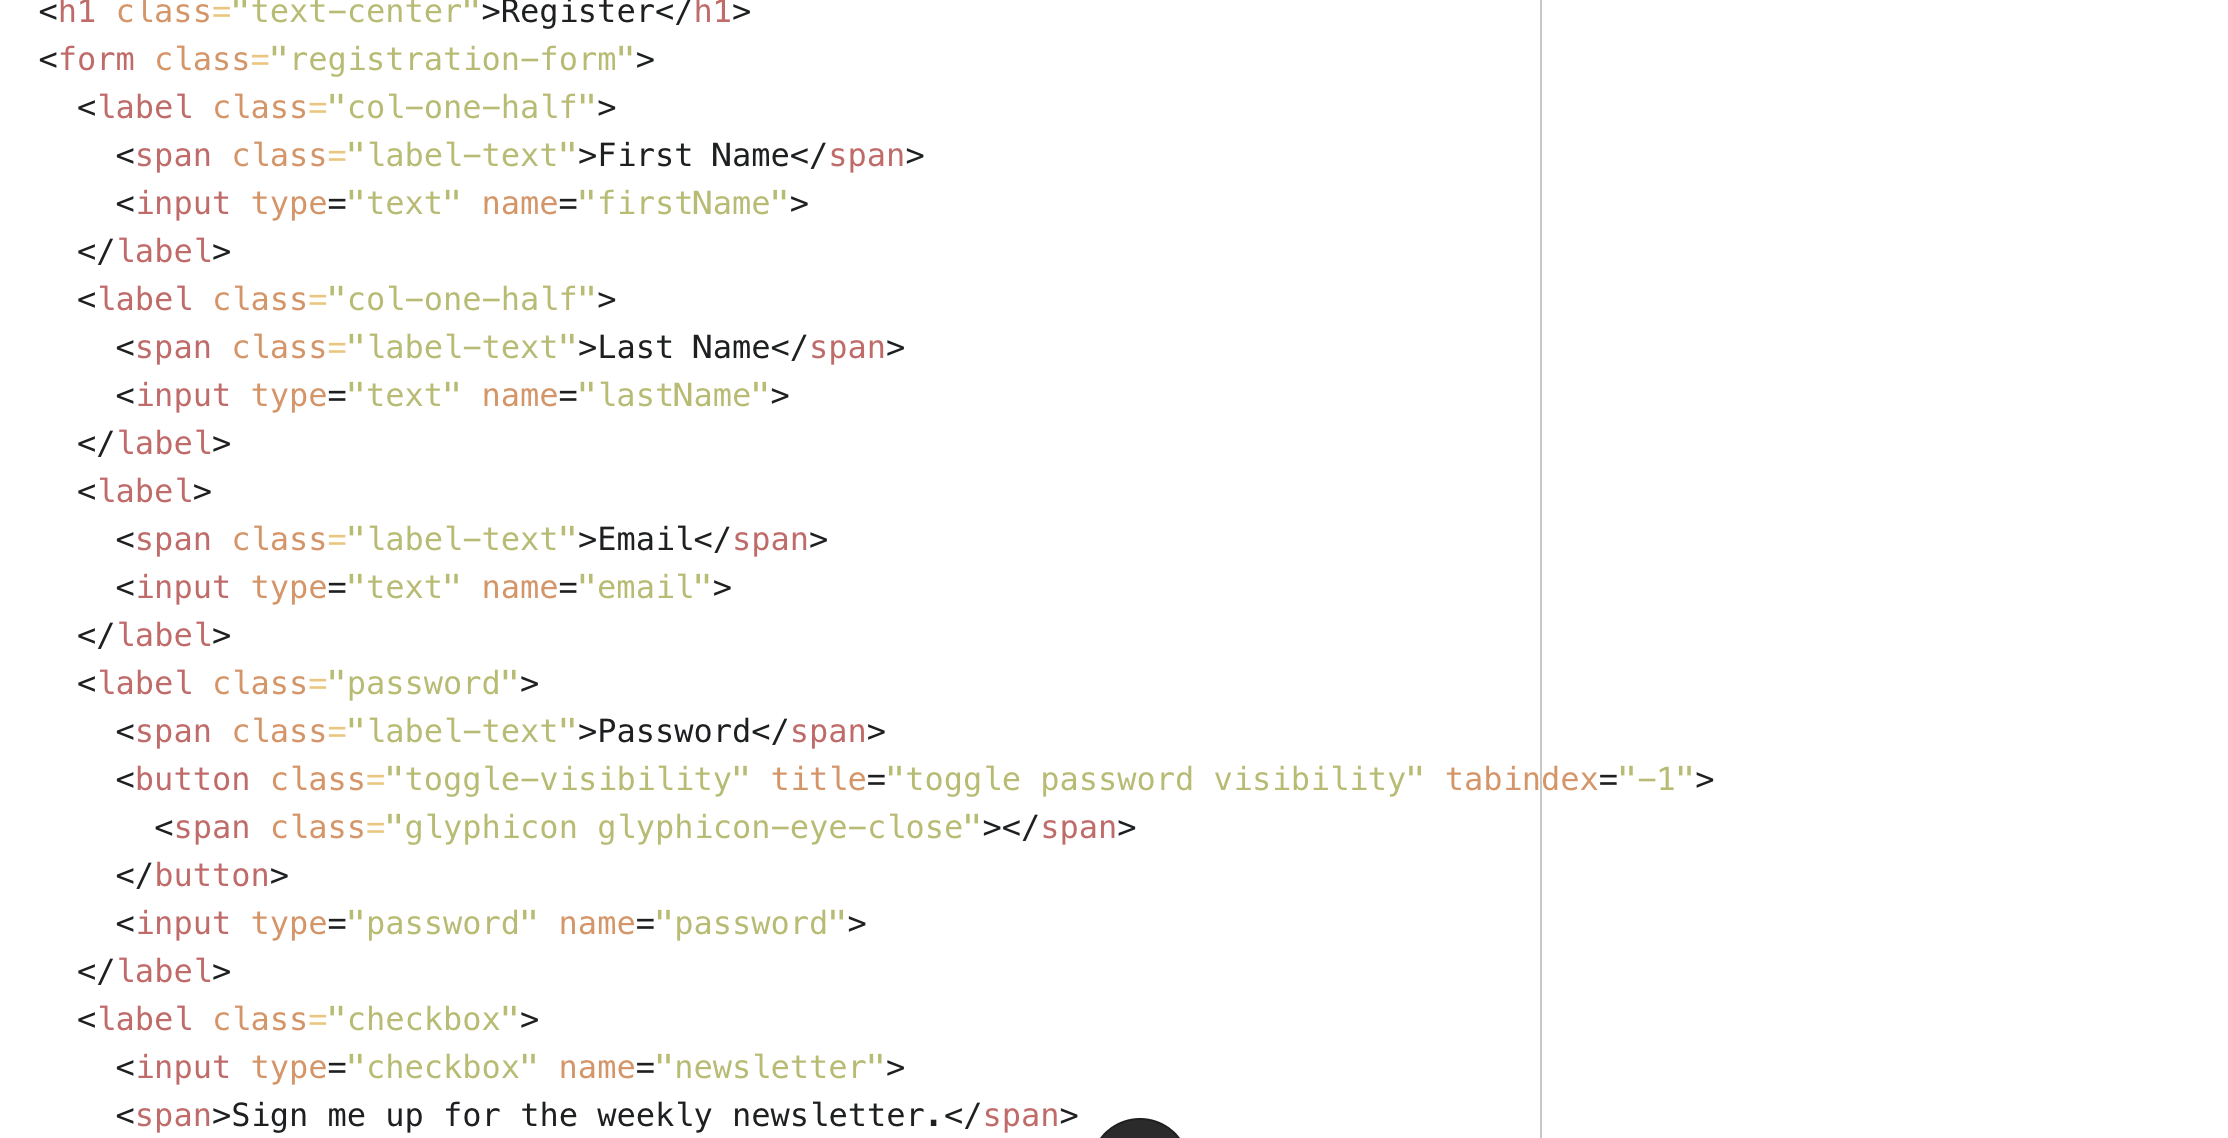 <h1 class="text-center">Register</h1>
<form class="registration-form">
<label class="col-one-half">
<span class="label-text">First Name</span>
<input type="text" name="firstName">
</label>
<label class="col-one-half">
<span class="label-text">Last Name</span>
<input type="text" name="lastName">
</label>
<label>
<span class="label-text">Email</span>
<input type="text" name="email">
</label>
<label class="password">
<span class="label-text">Password</span>
<button class="toggle-visibility" title="toggle password visibility" tabindex="-1">
<span class="glyphicon glyphicon-eye-close"></span>
</button>
<input type="password" name="password">
</label>
<label class="checkbox">
<input type="checkbox" name="newsletter">
<span>Sign me up for the weekly newsletter.</span>